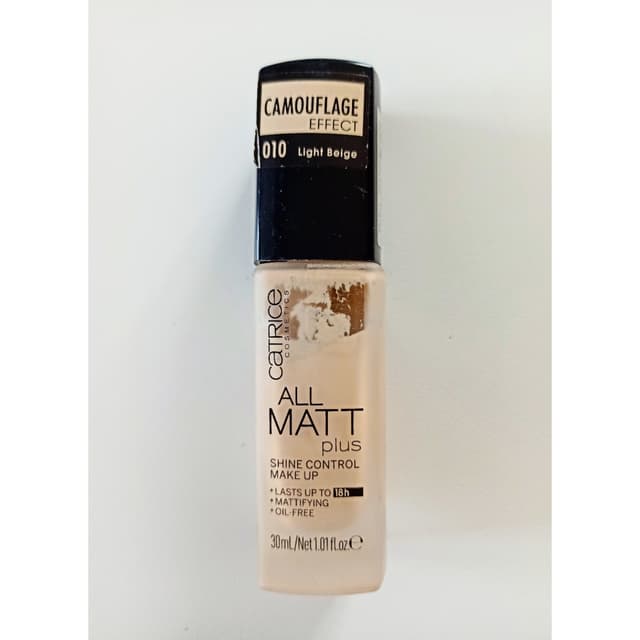 CAMOUFLAGE
EFFECT
010 Light Beige
CATRICE
COSMETICS
ALL
MATT
plus
SHINE CONTROL
MAKE UP
+LASTS UP TO 18h
+MATTIFYING
+OIL-FREE
30mL/Net 1.01 fl.oz.℮